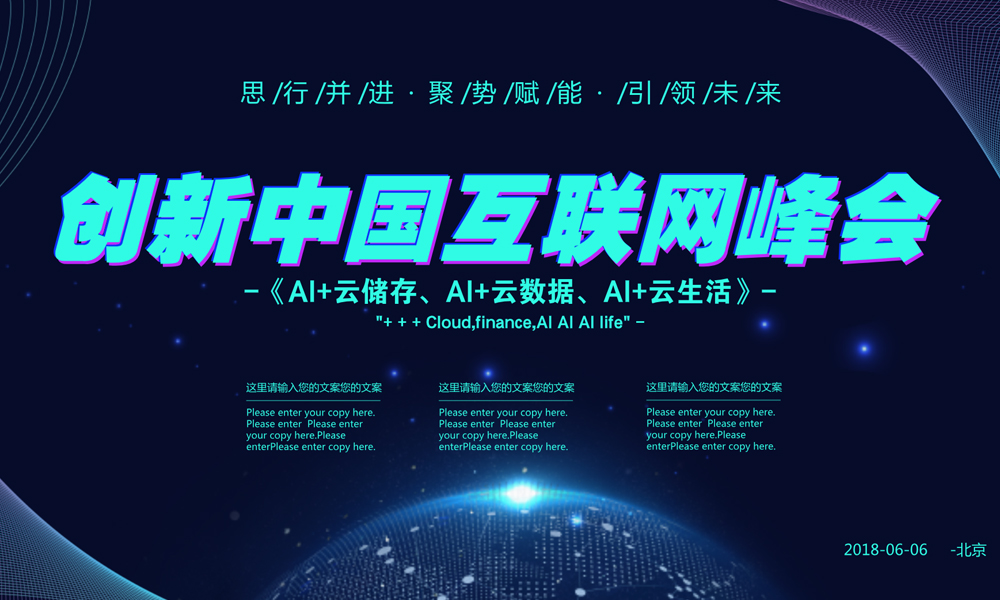 思 /行 /并 /进 · 聚 /势 /赋 /能 · /引 /领 /未 /来
创新中国互联网峰会
-《AI+云储存、AI+云数据、AI+云生活》-
"+ + + Cloud,finance,AI AI AI life" -
这里请输入您的文案您的文案
Please enter your copy here.
Please enter  Please enter
your copy here.Please
enterPlease enter copy here.
这里请输入您的文案您的文案
Please enter your copy here.
Please enter  Please enter
your copy here.Please
enterPlease enter copy here.
这里请输入您的文案您的文案
Please enter your copy here.
Please enter  Please enter
your copy here.Please
enterPlease enter copy here.
2018-06-06 -北京